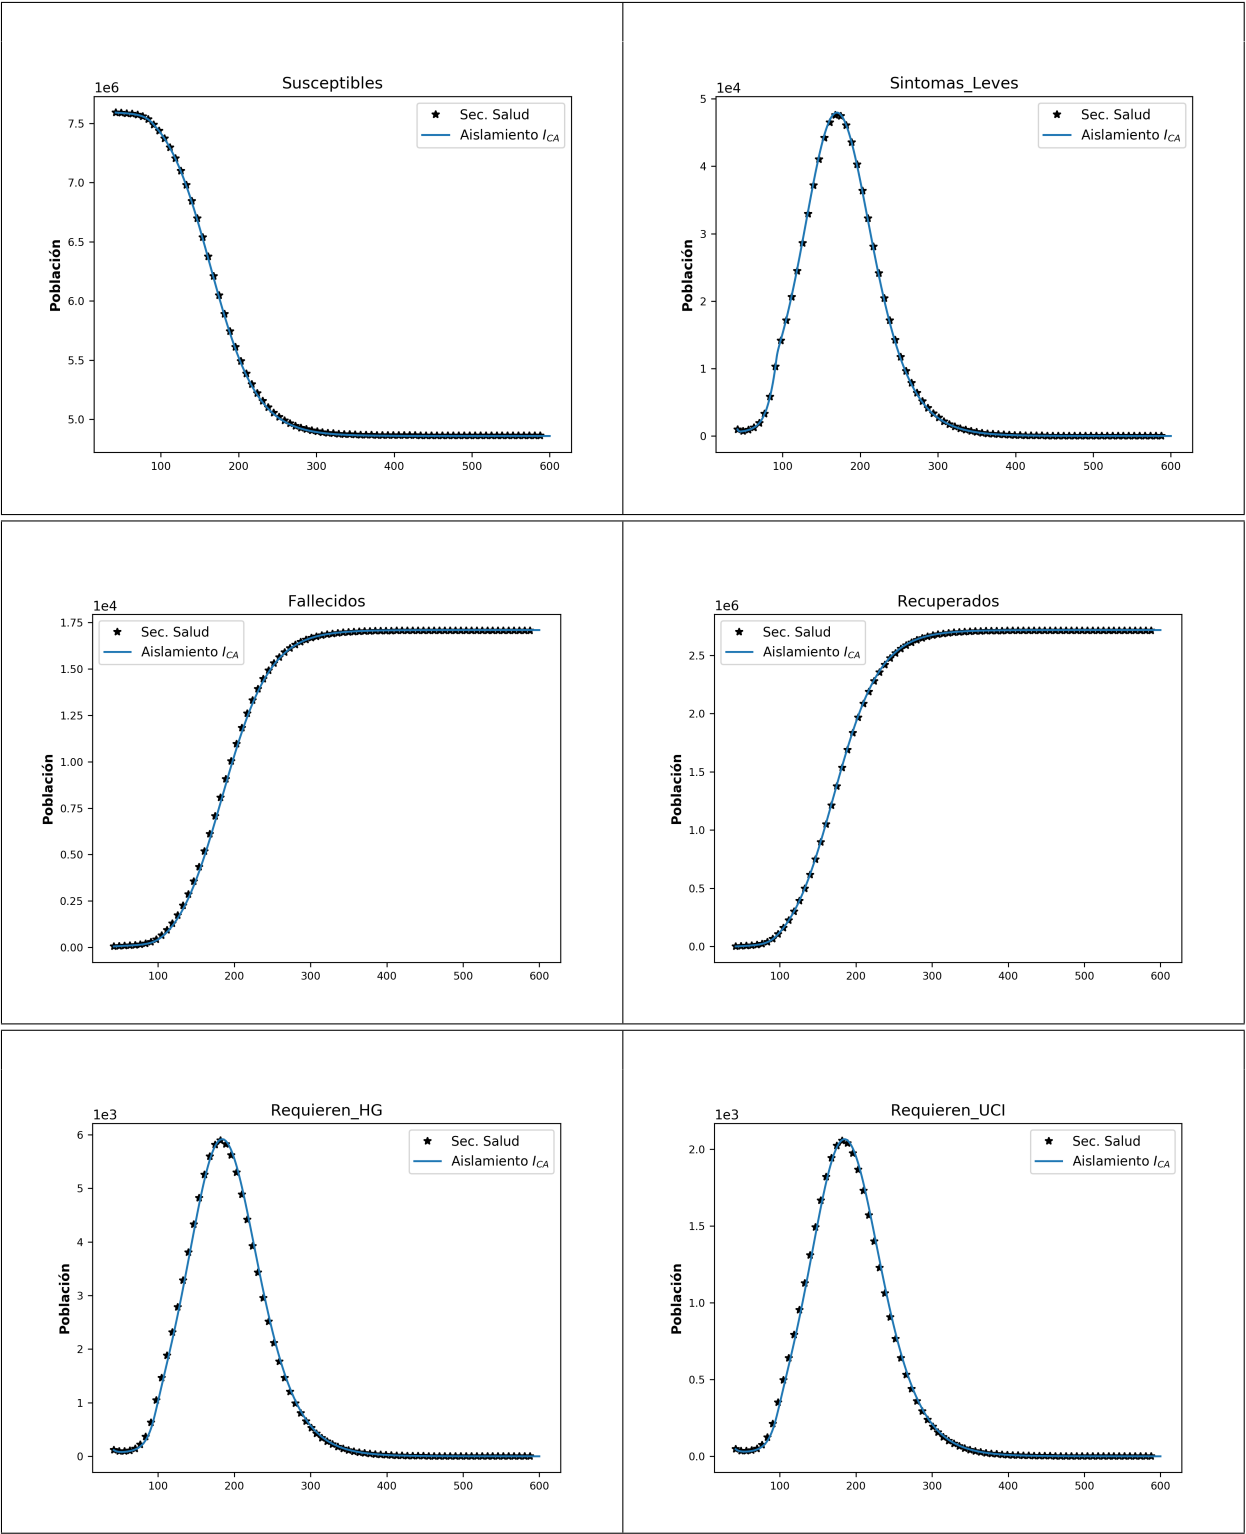 Susceptibles
1e6
Sec. Salud
Aislamiento I_CA
Población
7.5
7.0
6.5
6.0
5.5
5.0
100 200 300 400 500 600
Sintomas_Leves
1e4
Sec. Salud
Aislamiento I_CA
Población
5
4
3
2
1
0
100 200 300 400 500 600
Fallecidos
1e4
Sec. Salud
Aislamiento I_CA
Población
1.75
1.50
1.25
1.00
0.75
0.50
0.25
0.00
100 200 300 400 500 600
Recuperados
1e6
Sec. Salud
Aislamiento I_CA
Población
2.5
2.0
1.5
1.0
0.5
0.0
100 200 300 400 500 600
Requieren_HG
1e3
Sec. Salud
Aislamiento I_CA
Población
6
5
4
3
2
1
0
100 200 300 400 500 600
Requieren_UCI
1e3
Sec. Salud
Aislamiento I_CA
Población
2.0
1.5
1.0
0.5
0.0
100 200 300 400 500 600